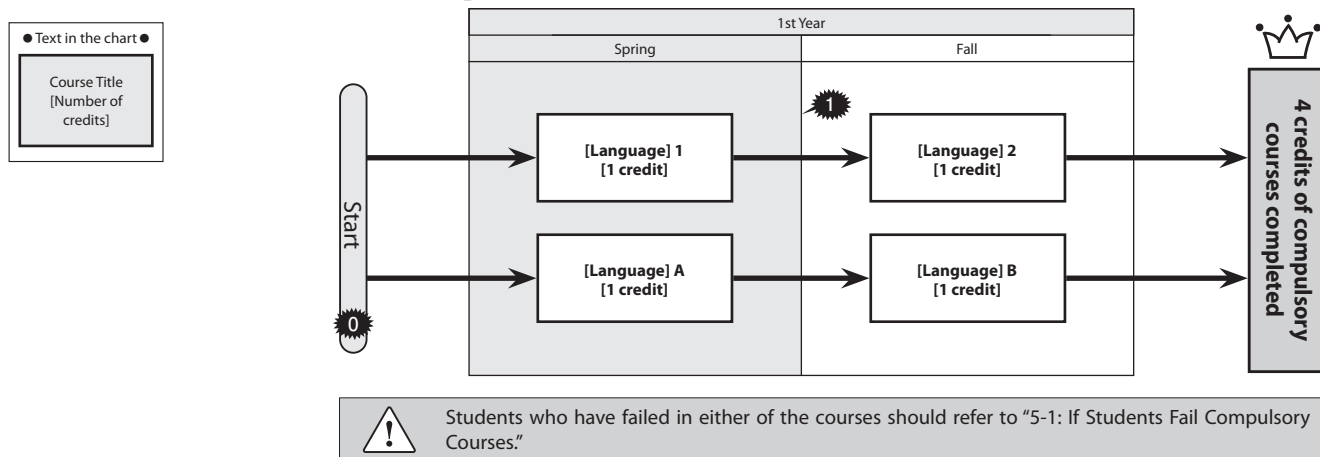 ● Text in the chart ●
Course Title
[Number of
credits]
1st Year
Spring
Fall
Start
0
1
[Language] 1
[1 credit]
[Language] 2
[1 credit]
[Language] A
[1 credit]
[Language] B
[1 credit]
4 credits of compulsory
courses completed
!
Students who have failed in either of the courses should refer to “5-1: If Students Fail Compulsory
Courses.”